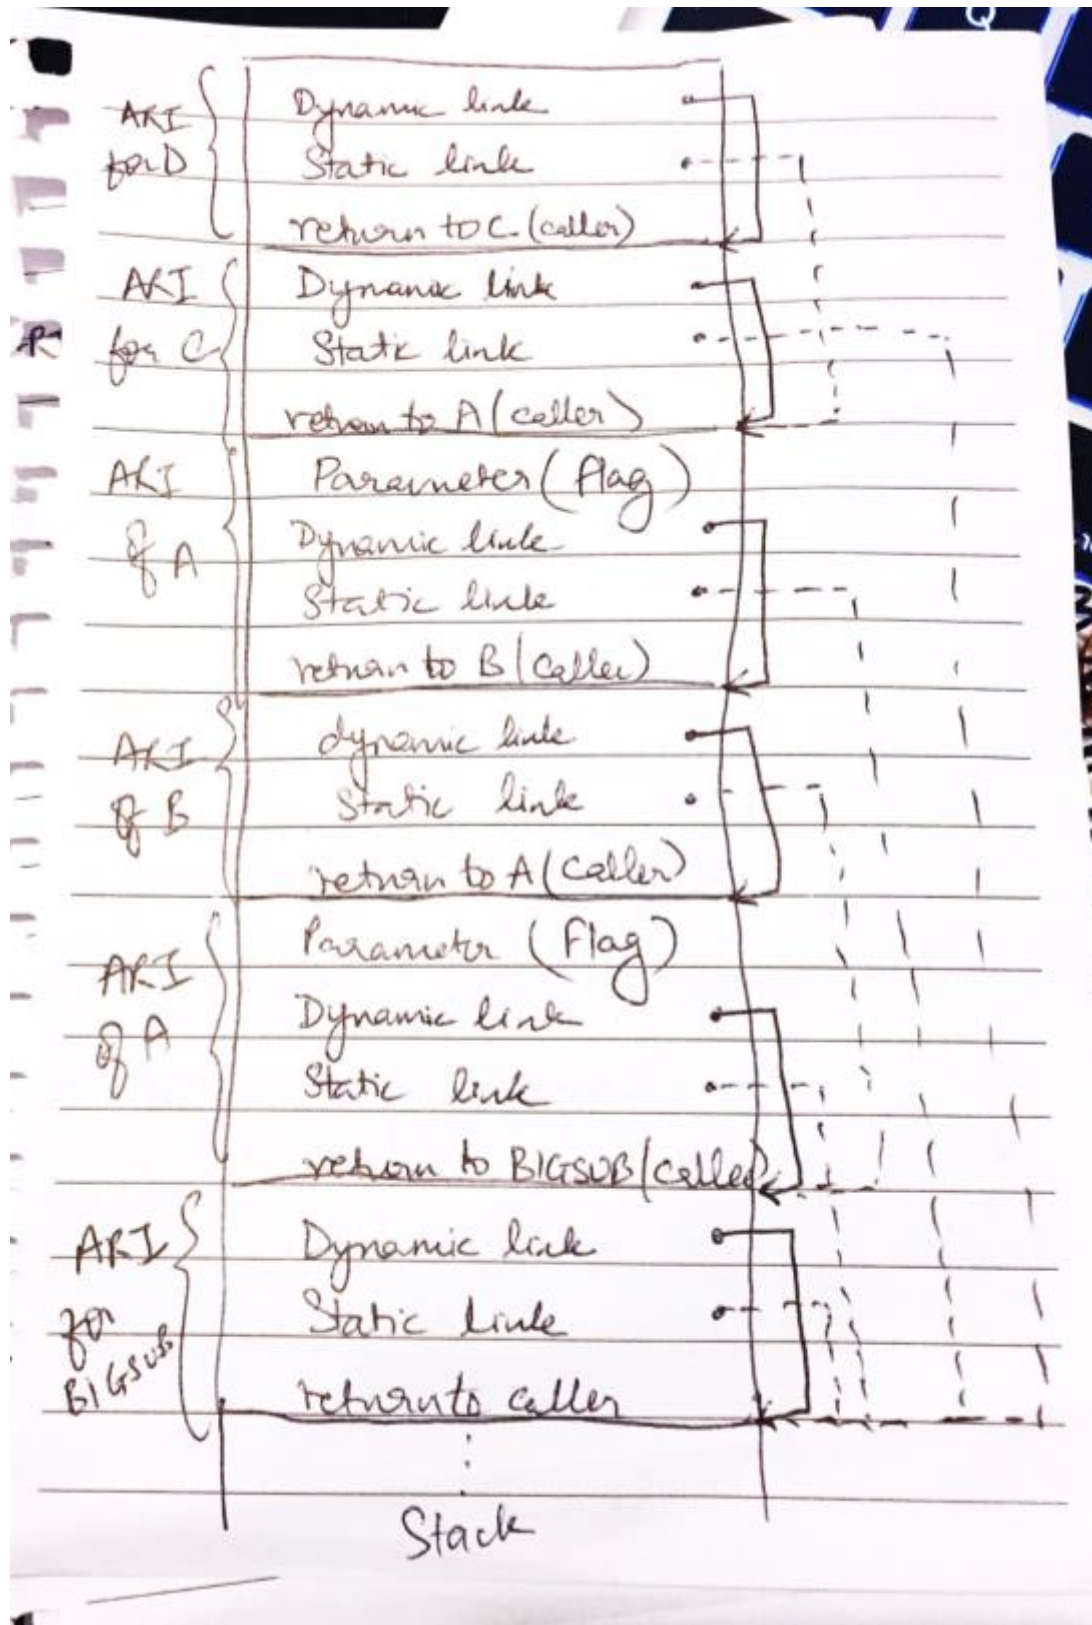 Dynamic link
ARI
for D
Static link
return to C. (caller)
ARI
Dynamic link
for C
Static link
return to A (caller)
ARI
Parameter (Flag)
of A
Dynamic link
Static link
return to B (caller)
ARI
dynamic link
of B
Static link
return to A (caller)
Parameter (Flag)
ARI
of A
Dynamic link
Static link
return to BIGSUB (caller)
ARI
Dynamic link
for
BIGSUB
Static link
return to caller
Stack
Q